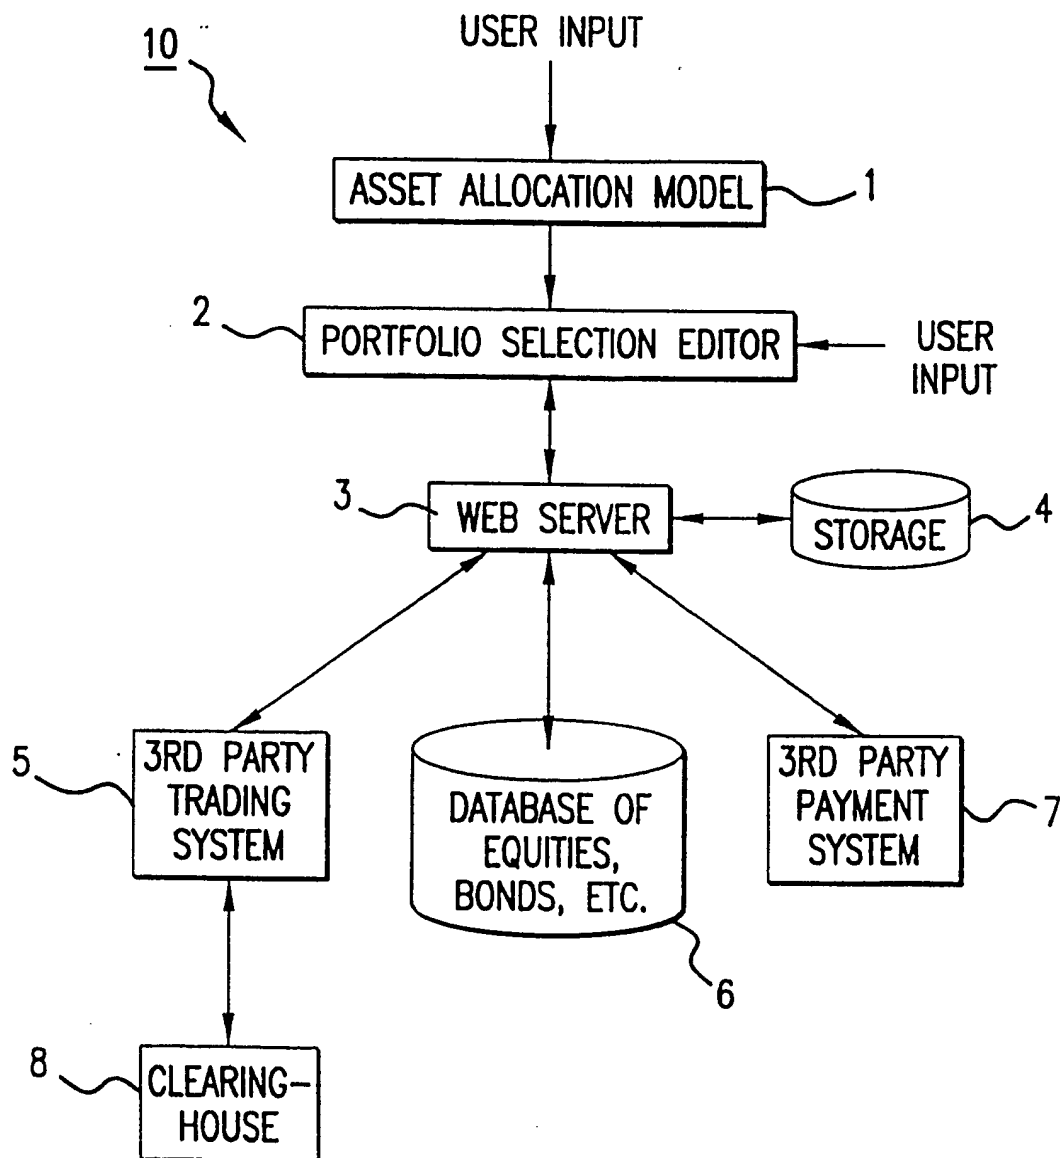 USER INPUT
10
ASSET ALLOCATION MODEL
1
2
PORTFOLIO SELECTION EDITOR
USER
INPUT
3
WEB SERVER
STORAGE
4
5
3RD PARTY
TRADING
SYSTEM
DATABASE OF
EQUITIES,
BONDS, ETC.
6
3RD PARTY
PAYMENT
SYSTEM
7
8
CLEARING-
HOUSE